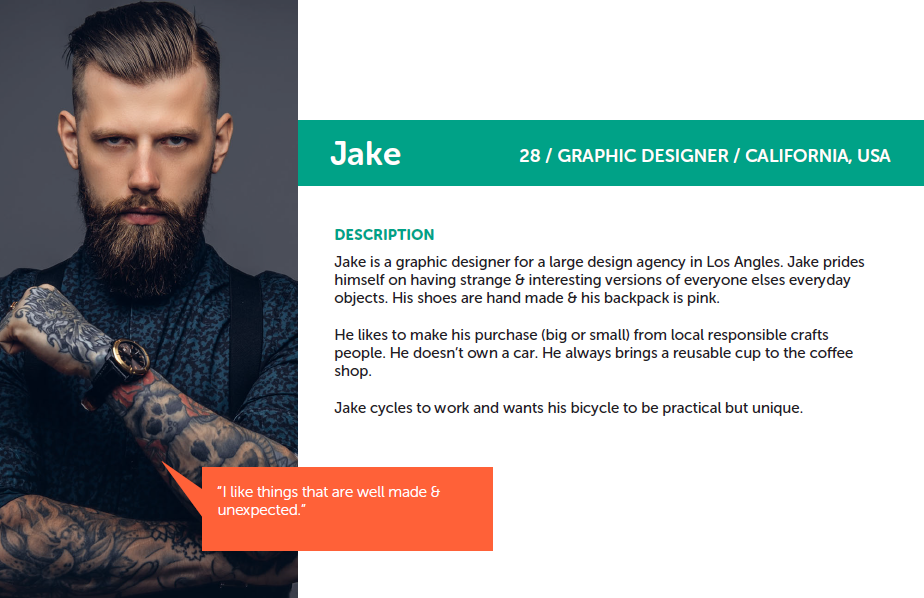 Jake
28 / GRAPHIC DESIGNER / CALIFORNIA, USA
DESCRIPTION
Jake is a graphic designer for a large design agency in Los Angles. Jake prides
himself on having strange & interesting versions of everyone elses everyday
objects. His shoes are hand made & his backpack is pink.
He likes to make his purchase (big or small) from local responsible crafts
people. He doesn’t own a car. He always brings a reusable cup to the coffee
shop.
Jake cycles to work and wants his bicycle to be practical but unique.
“I like things that are well made &
unexpected.”